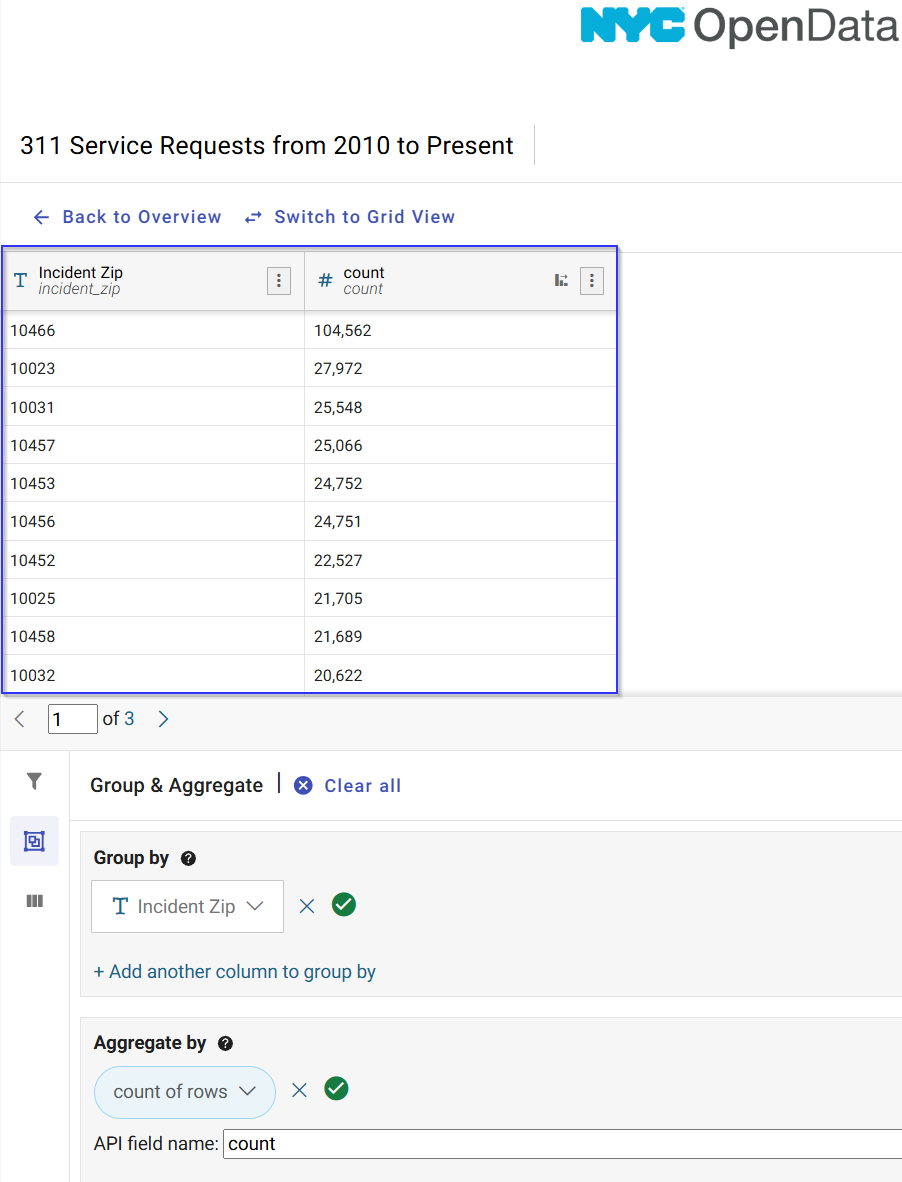 NYC OpenData
311 Service Requests from 2010 to Present
Back to Overview Switch to Grid View
T Incident Zip # count
incident_zip count
10466 104,562
10023 27,972
10031 25,548
10457 25,066
10453 24,752
10456 24,751
10452 22,527
10025 21,705
10458 21,689
10032 20,622
1 of 3
Group & Aggregate Clear all
Group by ?
T Incident Zip
+ Add another column to group by
Aggregate by ?
count of rows
API field name: count